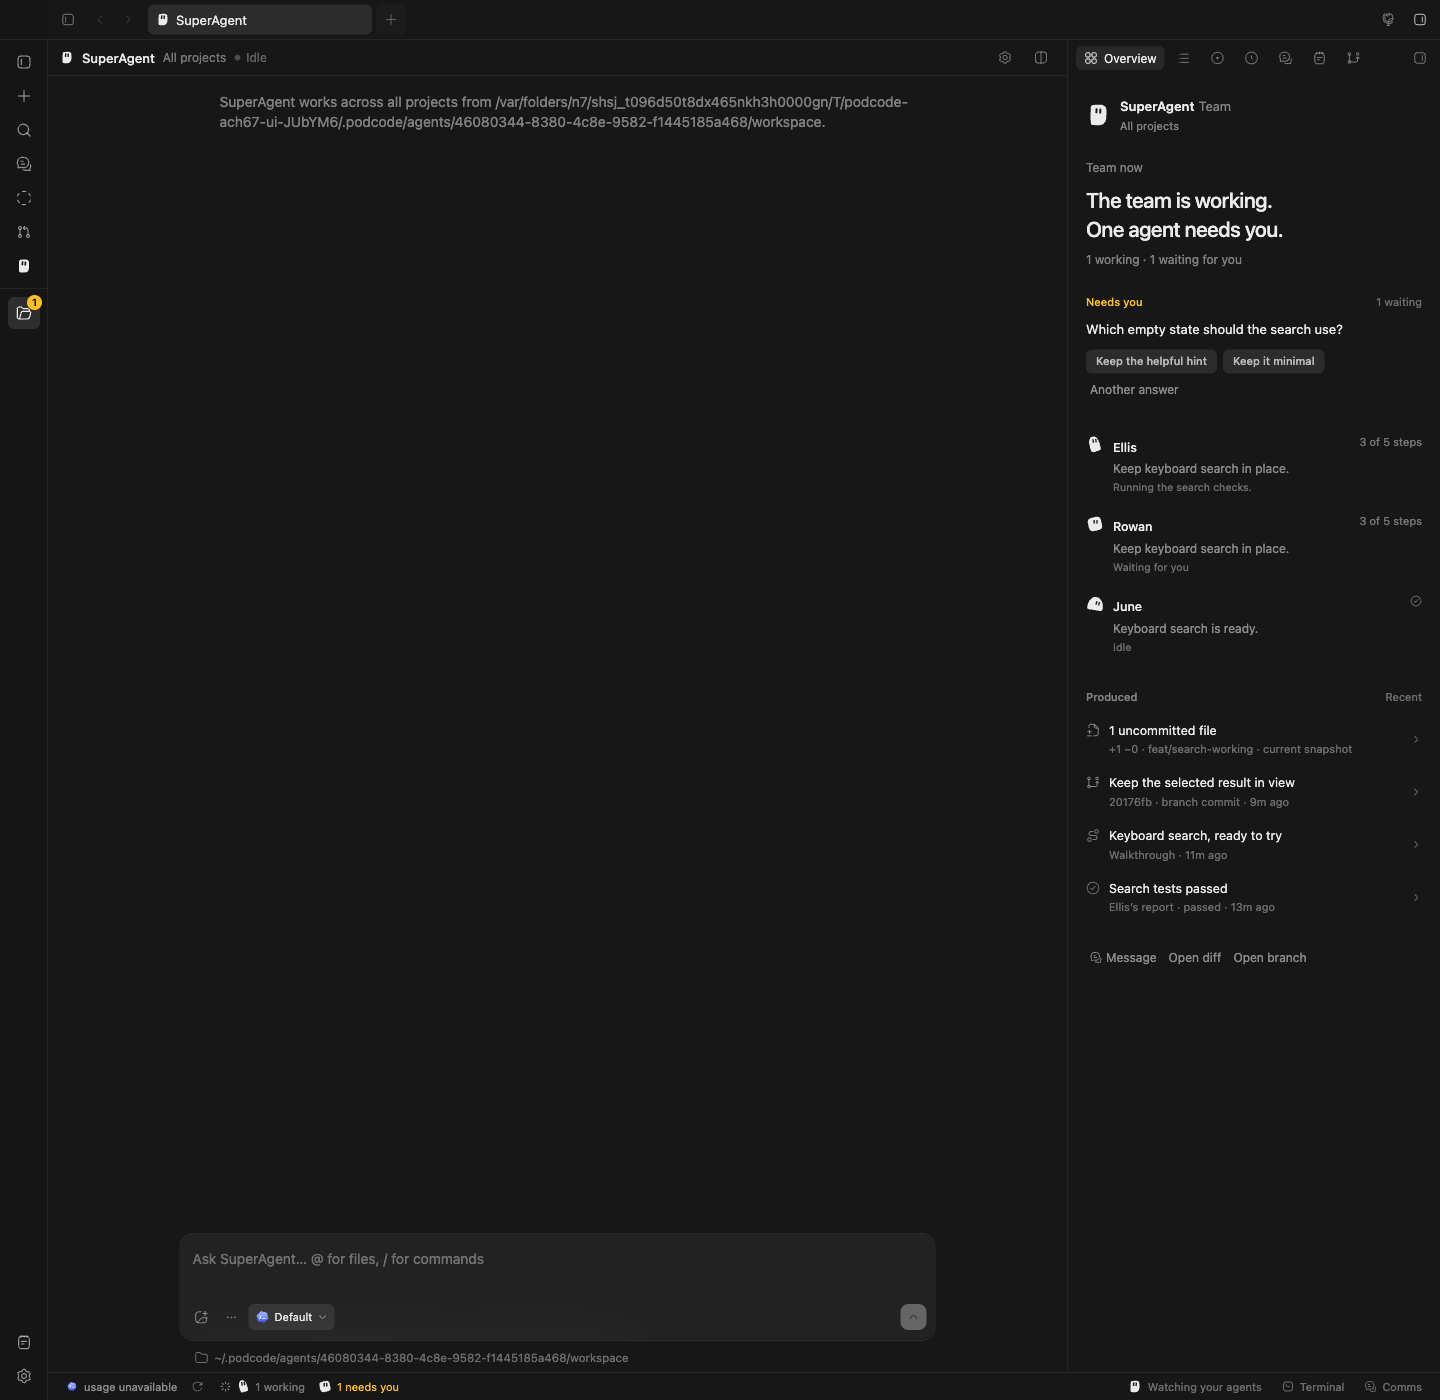 SuperAgent
SuperAgent All projects Idle
SuperAgent works across all projects from /var/folders/n7/shsj_t096d50t8dx465nkh3h0000gn/T/podcode-
ach67-ui-JUbYM6/.podcode/agents/46080344-8380-4c8e-9582-f1445185a468/workspace.
1
Ask SuperAgent... @ for files, / for commands
Default
~/.podcode/agents/46080344-8380-4c8e-9582-f1445185a468/workspace
Overview
SuperAgent Team
All projects
Team now
The team is working.
One agent needs you.
1 working · 1 waiting for you
Needs you 1 waiting
Which empty state should the search use?
Keep the helpful hint Keep it minimal
Another answer
Ellis 3 of 5 steps
Keep keyboard search in place.
Running the search checks.
Rowan 3 of 5 steps
Keep keyboard search in place.
Waiting for you
June
Keyboard search is ready.
Idle
Produced Recent
1 uncommitted file
+1 −0 · feat/search-working · current snapshot
Keep the selected result in view
20176fb · branch commit · 9m ago
Keyboard search, ready to try
Walkthrough · 11m ago
Search tests passed
Ellis's report · passed · 13m ago
Message Open diff Open branch
usage unavailable 1 working 1 needs you Watching your agents Terminal Comms